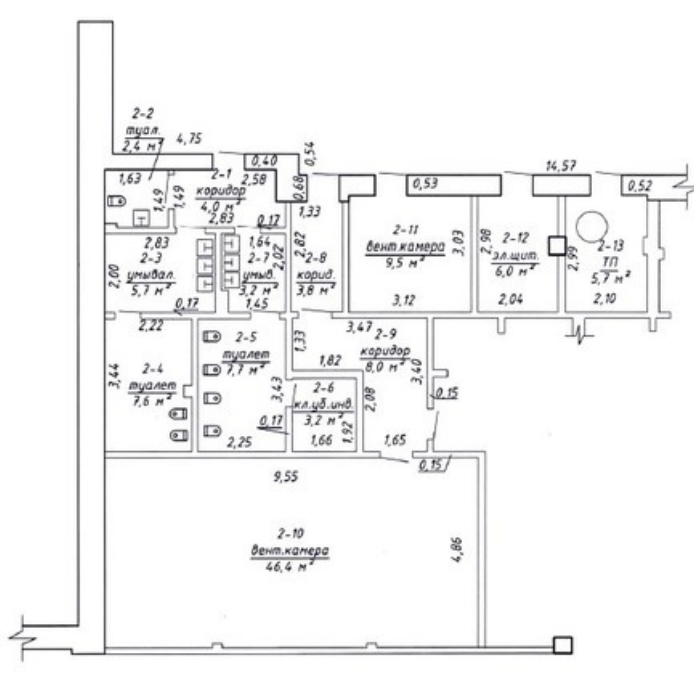 2-2
туал.
2,4 м²
4,75
0,40
0,54
14,57
1,63
1,49
1,49
2-1
коридор
4,0 м²
2,58
2,83
0,68
0,17
1,33
0,53
0,52
2,83
2-3
умывал.
5,7 м²
2,00
0,17
1,64
2-7
умыв.
3,2 м²
2,02
1,45
2,82
2-8
корид.
3,8 м²
2-11
вент.камера
9,5 м²
3,03
3,12
2,98
2-12
эл.щит.
6,0 м²
2,04
2,99
2-13
ТП
5,7 м²
2,10
2,22
2-4
туалет
7,6 м²
3,44
2-5
туалет
7,7 м²
3,43
0,17
2,25
1,33
3,47
2-9
коридор
8,0 м²
1,82
3,40
0,15
2-6
кл.уб.инв.
3,2 м²
1,66
1,92
2,08
1,65
0,15
9,55
2-10
вент.камера
46,4 м²
4,86